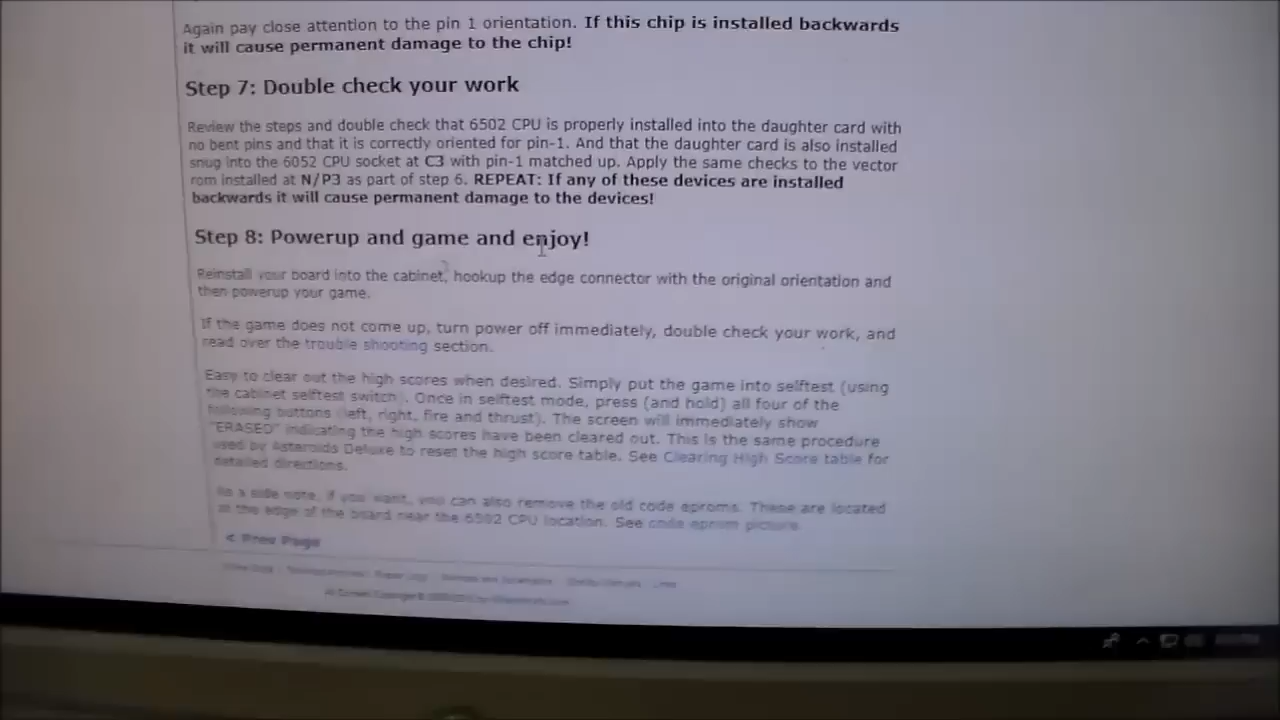 Again pay close attention to the pin 1 orientation. If this chip is installed backwards
it will cause permanent damage to the chip!
Step 7: Double check your work
Review the steps and double check that 6502 CPU is properly installed into the daughter card with
no bent pins and that it is correctly oriented for pin-1. And that the daughter card is also installed
snug into the 6052 CPU socket at C3 with pin-1 matched up. Apply the same checks to the vector
rom installed at N/P3 as part of step 6. REPEAT: If any of these devices are installed
backwards it will cause permanent damage to the devices!
Step 8: Powerup and game and enjoy!
Reinstall your board into the cabinet, hookup the edge connector with the original orientation and
then powerup your game.
If the game does not come up, turn power off immediately, double check your work, and
read over the trouble shooting section.
Easy to clear out the high scores when desired. Simply put the game into selftest (using
the cabinet selftest switch). Once in selftest mode, press (and hold) all four of the
following buttons (left, right, fire and thrust). The screen will immediately show
"ERASED" indicating the high scores have been cleared out. This is the same procedure
used by Asteroids Deluxe to reset the high score table. See Clearing High Score table for
detailed directions.
As a side note, if you want, you can also remove the old code eproms. These are located
at the edge of the board near the 6502 CPU location. See code eprom picture
< Prev Page